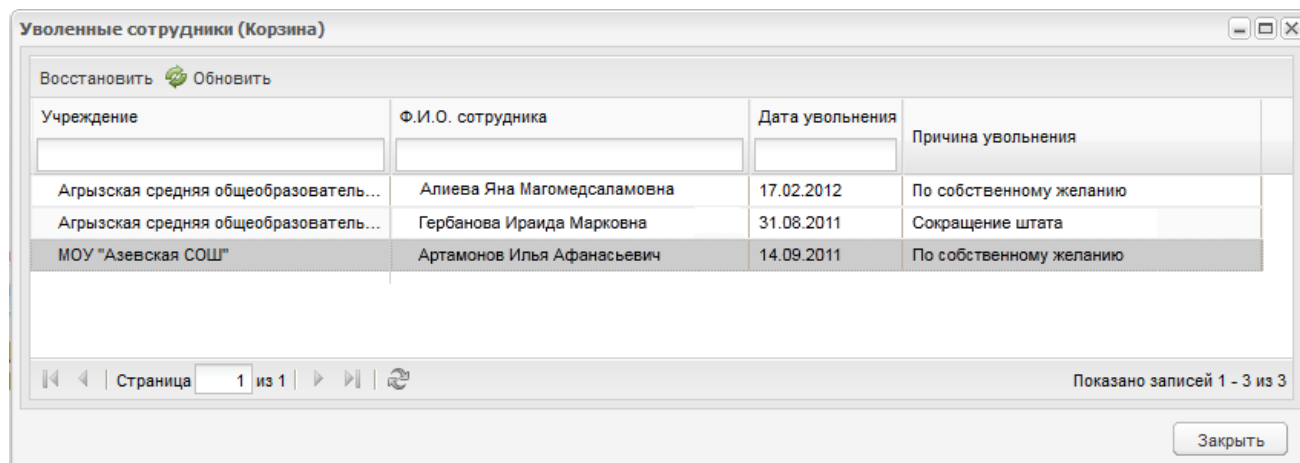 Уволенные сотрудники (Корзина)
Восстановить Обновить
Учреждение Ф.И.О. сотрудника Дата увольнения Причина увольнения
Агрызская средняя общеобразователь... Алиева Яна Магомедсаламовна 17.02.2012 По собственному желанию
Агрызская средняя общеобразователь... Гербанова Ираида Марковна 31.08.2011 Сокращение штата
МОУ "Азевская СОШ" Артамонов Илья Афанасьевич 14.09.2011 По собственному желанию
Страница 1 из 1 Показано записей 1 - 3 из 3
Закрыть